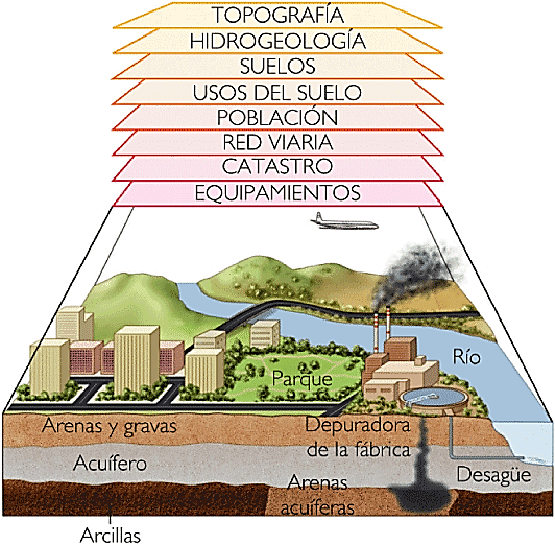 TOPOGRAFÍA
HIDROGEOLOGÍA
SUELOS
USOS DEL SUELO
POBLACIÓN
RED VIARIA
CATASTRO
EQUIPAMIENTOS
Río
Parque
Arenas y gravas
Depuradora
de la fábrica
Acuífero
Desagüe
Arenas
acuíferas
Arcillas